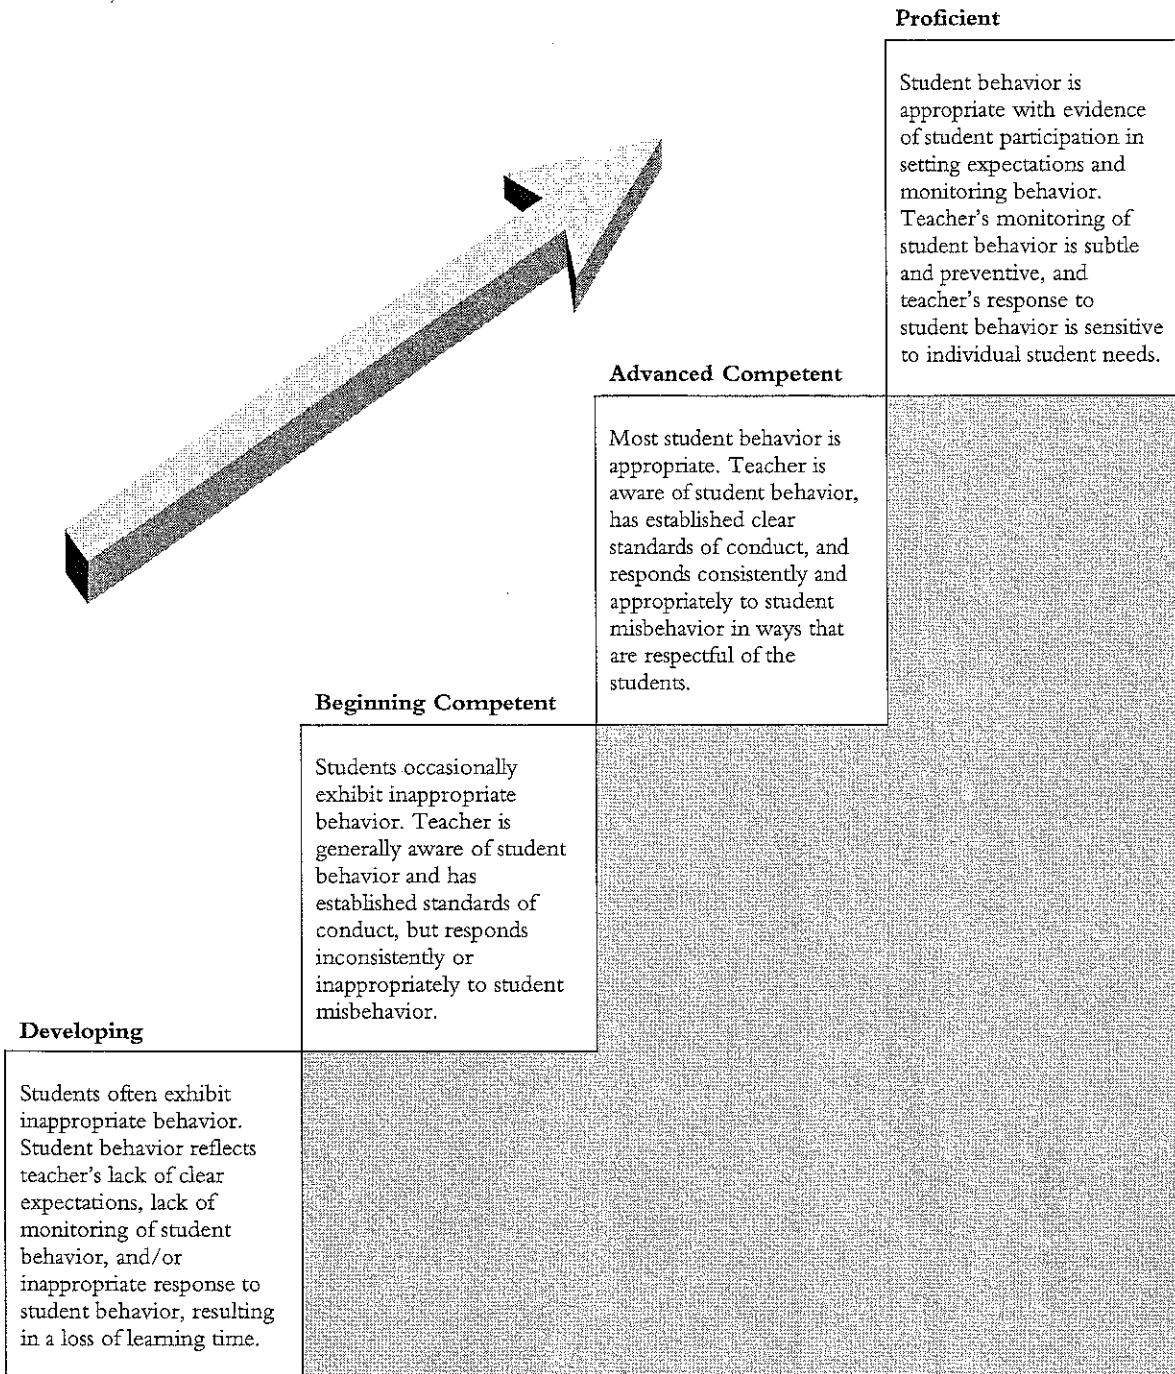 Proficient
Student behavior is
appropriate with evidence
of student participation in
setting expectations and
monitoring behavior.
Teacher's monitoring of
student behavior is subtle
and preventive, and
teacher's response to
student behavior is sensitive
to individual student needs.
Advanced Competent
Most student behavior is
appropriate. Teacher is
aware of student behavior,
has established clear
standards of conduct, and
responds consistently and
appropriately to student
misbehavior in ways that
are respectful of the
students.
Beginning Competent
Students occasionally
exhibit inappropriate
behavior. Teacher is
generally aware of student
behavior and has
established standards of
conduct, but responds
inconsistently or
inappropriately to student
misbehavior.
Developing
Students often exhibit
inappropriate behavior.
Student behavior reflects
teacher's lack of clear
expectations, lack of
monitoring of student
behavior, and/or
inappropriate response to
student behavior, resulting
in a loss of learning time.